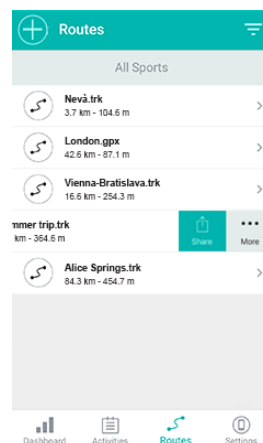 Routes
All Sports
Nevà.trk
3.7 km - 104.6 m
London.gpx
42.6 km - 87.1 m
Vienna-Bratislava.trk
16.6 km - 254.3 m
mmer trip.trk
km - 364.6 m
Share
More
Alice Springs.trk
84.3 km - 454.7 m
Dashboard
Activities
Routes
Settings